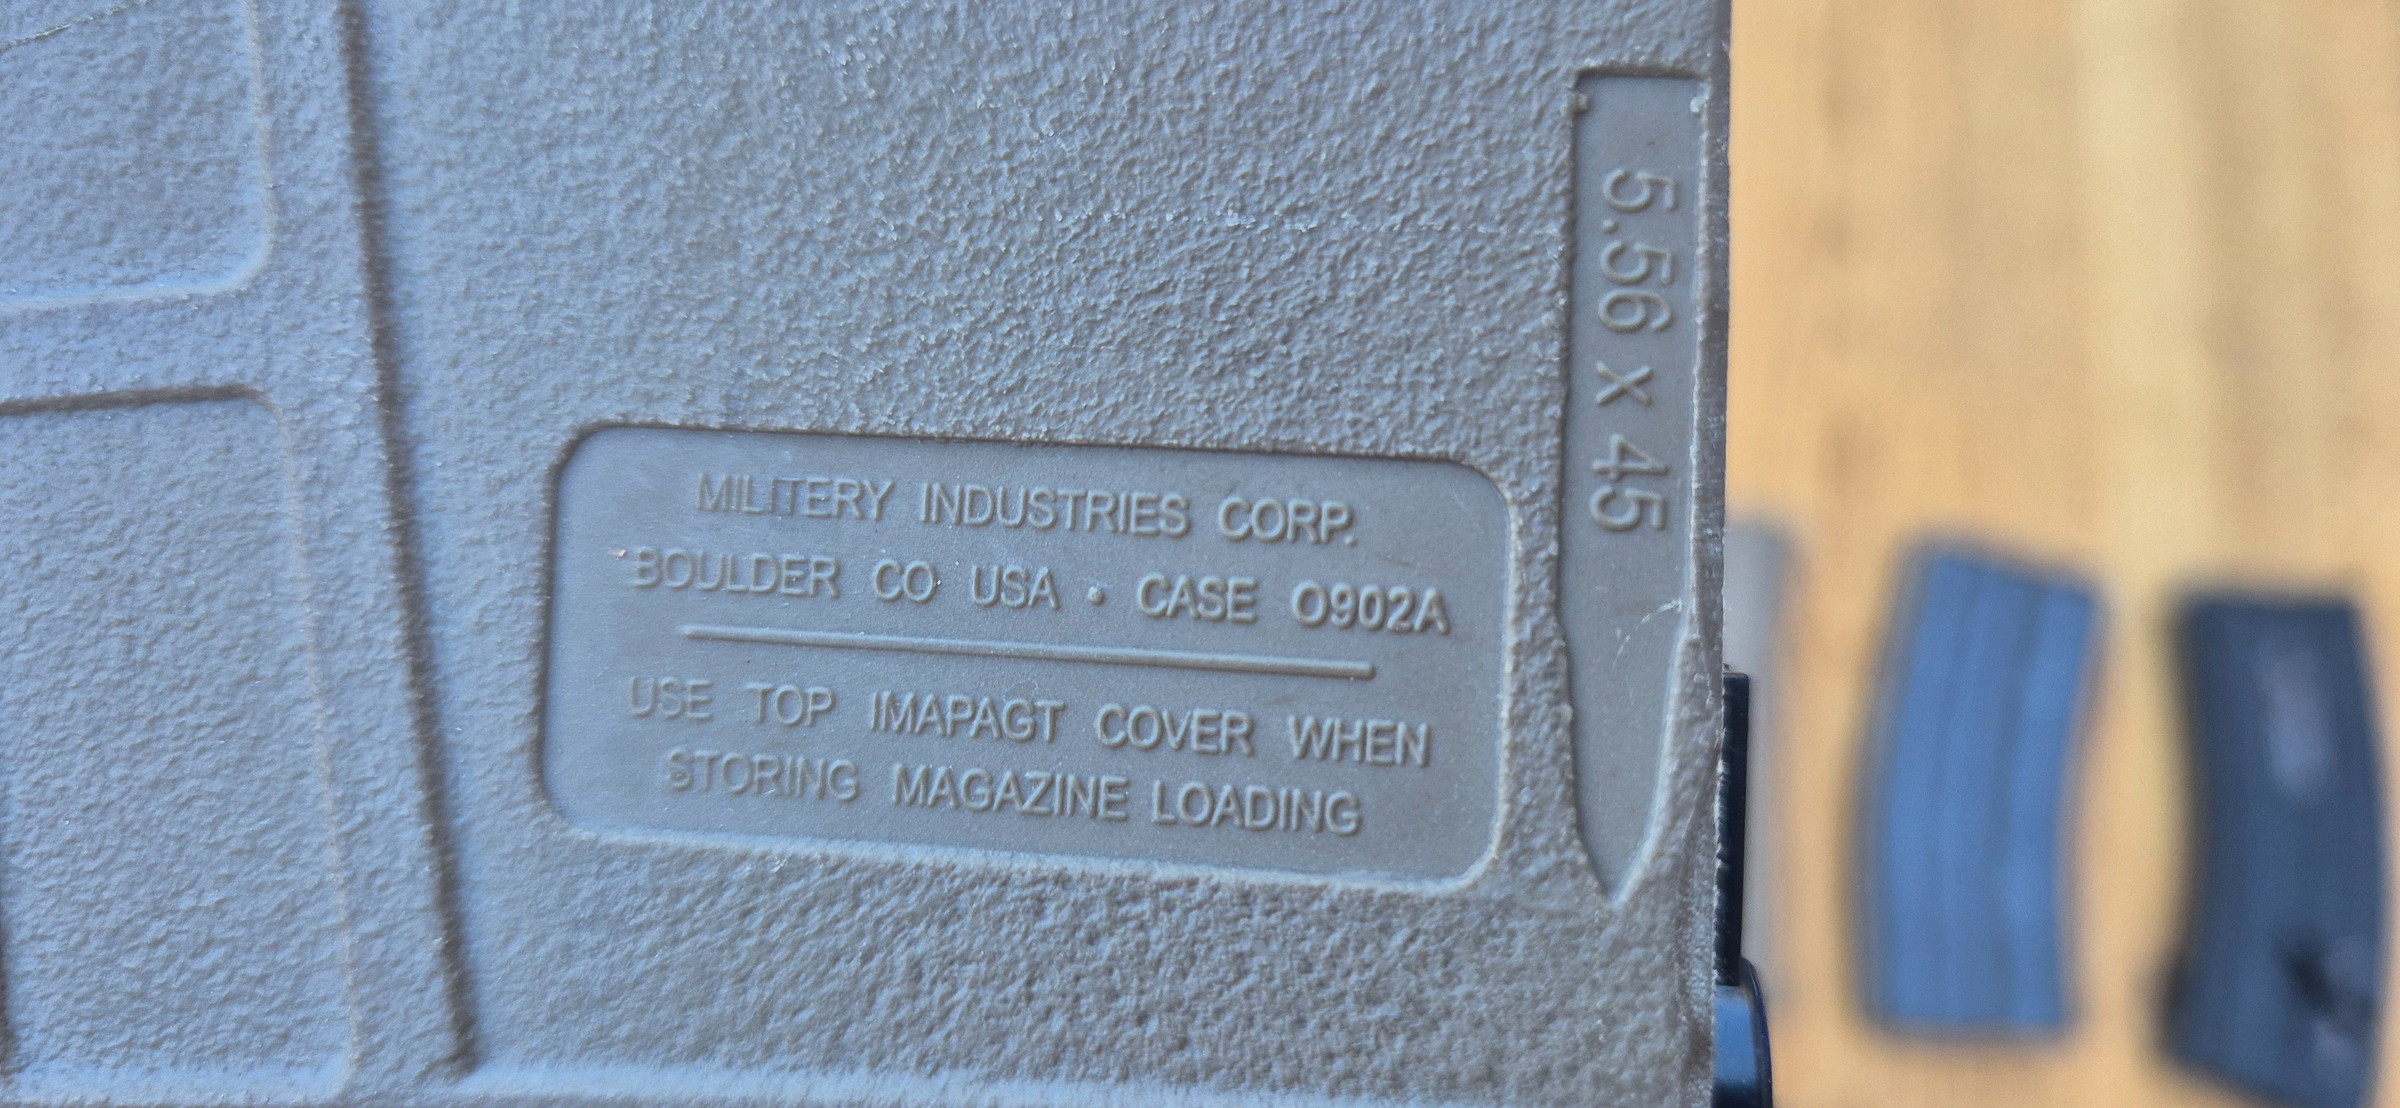 MILITERY INDUSTRIES CORP.
BOULDER CO USA • CASE O902A
USE TOP IMAPAGT COVER WHEN
STORING MAGAZINE LOADING
5.56 x 45